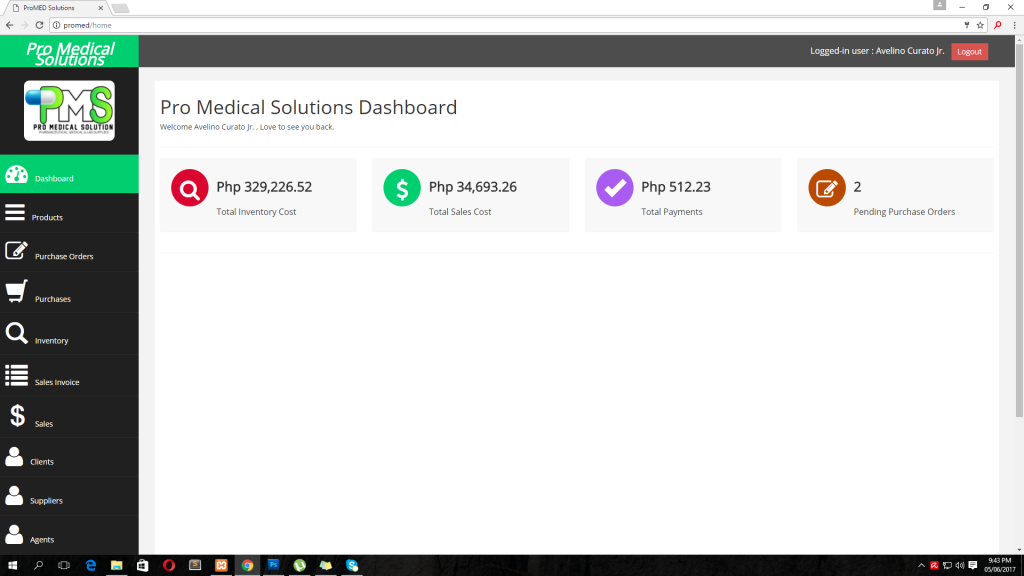 ProMED Solutions
promed/home
Pro Medical
Solutions
Logged-in user : Avelino Curato Jr.
Logout
PMS
PRO MEDICAL SOLUTION
Pro Medical Solutions Dashboard
Welcome Avelino Curato Jr. . Love to see you back.
Php 329,226.52
Total Inventory Cost
Php 34,693.26
Total Sales Cost
Php 512.23
Total Payments
2
Pending Purchase Orders
Dashboard
Products
Purchase Orders
Purchases
Inventory
Sales Invoice
Sales
Clients
Suppliers
Agents
9:43 PM
05/06/2017